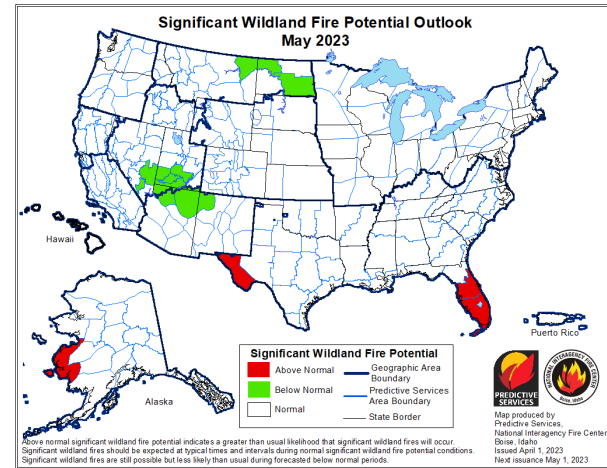 Significant Wildland Fire Potential Outlook
May 2023
Hawaii
Alaska
Puerto Rico
Significant Wildland Fire Potential
Above Normal
Below Normal
Normal
Geographic Area
Boundary
Predictive Services
Area Boundary
State Border
PREDICTIVE
SERVICES
NATIONAL INTERAGENCY FIRE CENTER
Boise, Idaho
Map produced by
Predictive Services,
National Interagency Fire Center
Boise, Idaho
Issued April 1, 2023
Next issuance May 1, 2023
Above normal significant wildland fire potential indicates a greater than usual likelihood that significant wildland fires will occur.
Significant wildland fires should be expected at typical times and intervals during normal significant wildland fire potential conditions.
Significant wildland fires are still possible but less likely than usual during forecasted below normal periods.